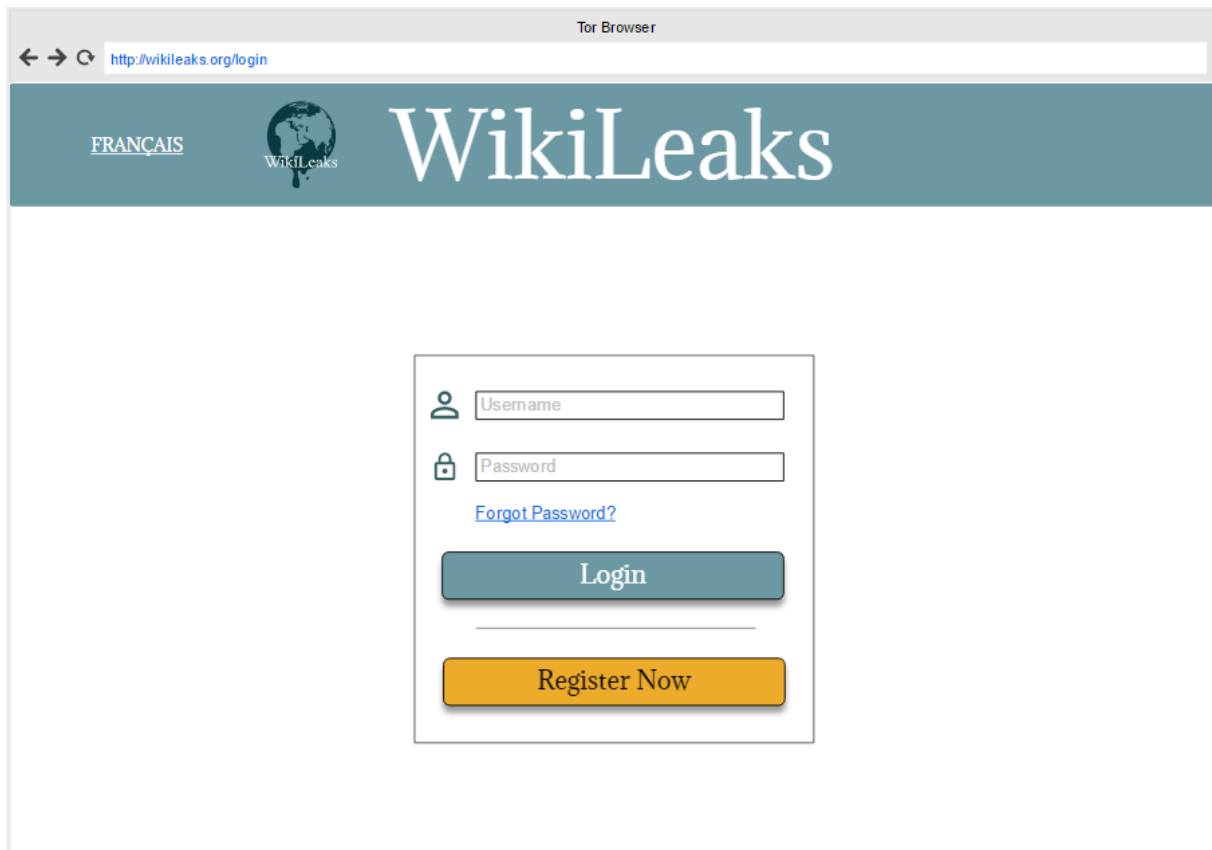 Tor Browser
http://wikileaks.org/login
FRANÇAIS
WikiLeaks
WikiLeaks
Username
Password
Forgot Password?
Login
Register Now